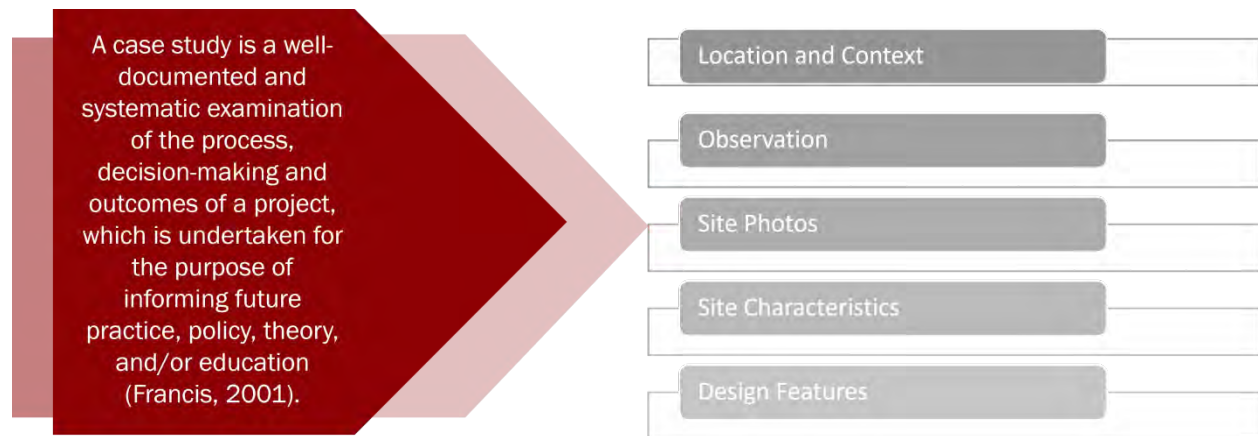 A case study is a well-
documented and
systematic examination
of the process,
decision-making and
outcomes of a project,
which is undertaken for
the purpose of
informing future
practice, policy, theory,
and/or education
(Francis, 2001).
Location and Context
Observation
Site Photos
Site Characteristics
Design Features